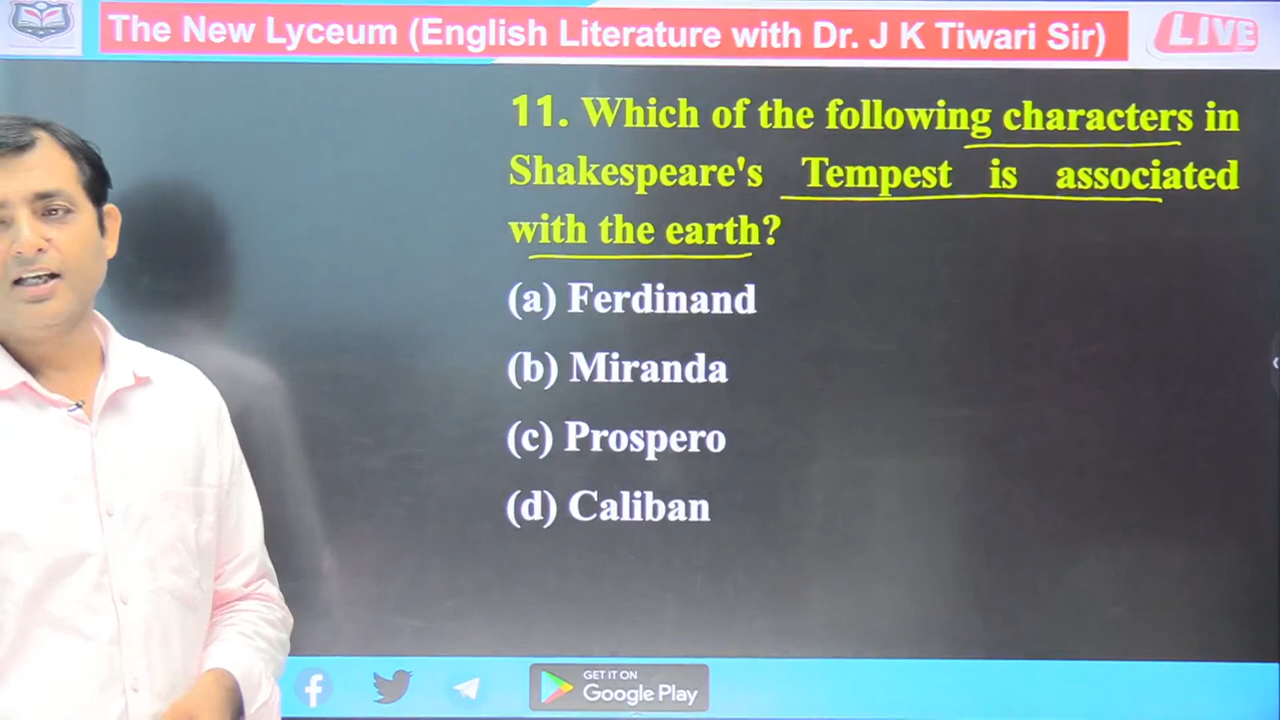 The New Lyceum (English Literature with Dr. J K Tiwari Sir)
LIVE
11. Which of the following characters in
Shakespeare's Tempest is associated
with the earth?
(a) Ferdinand
(b) Miranda
(c) Prospero
(d) Caliban
GET IT ON
Google Play